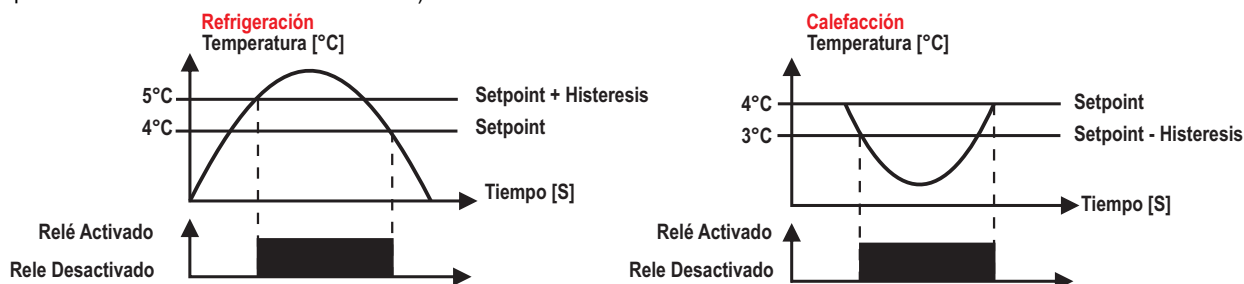 Refrigeración
Temperatura [°C]
5°C
Setpoint + Histeresis
4°C
Setpoint
Tiempo [S]
Relé Activado
Rele Desactivado
Calefacción
Temperatura [°C]
4°C
Setpoint
3°C
Setpoint - Histeresis
Tiempo [S]
Relé Activado
Rele Desactivado